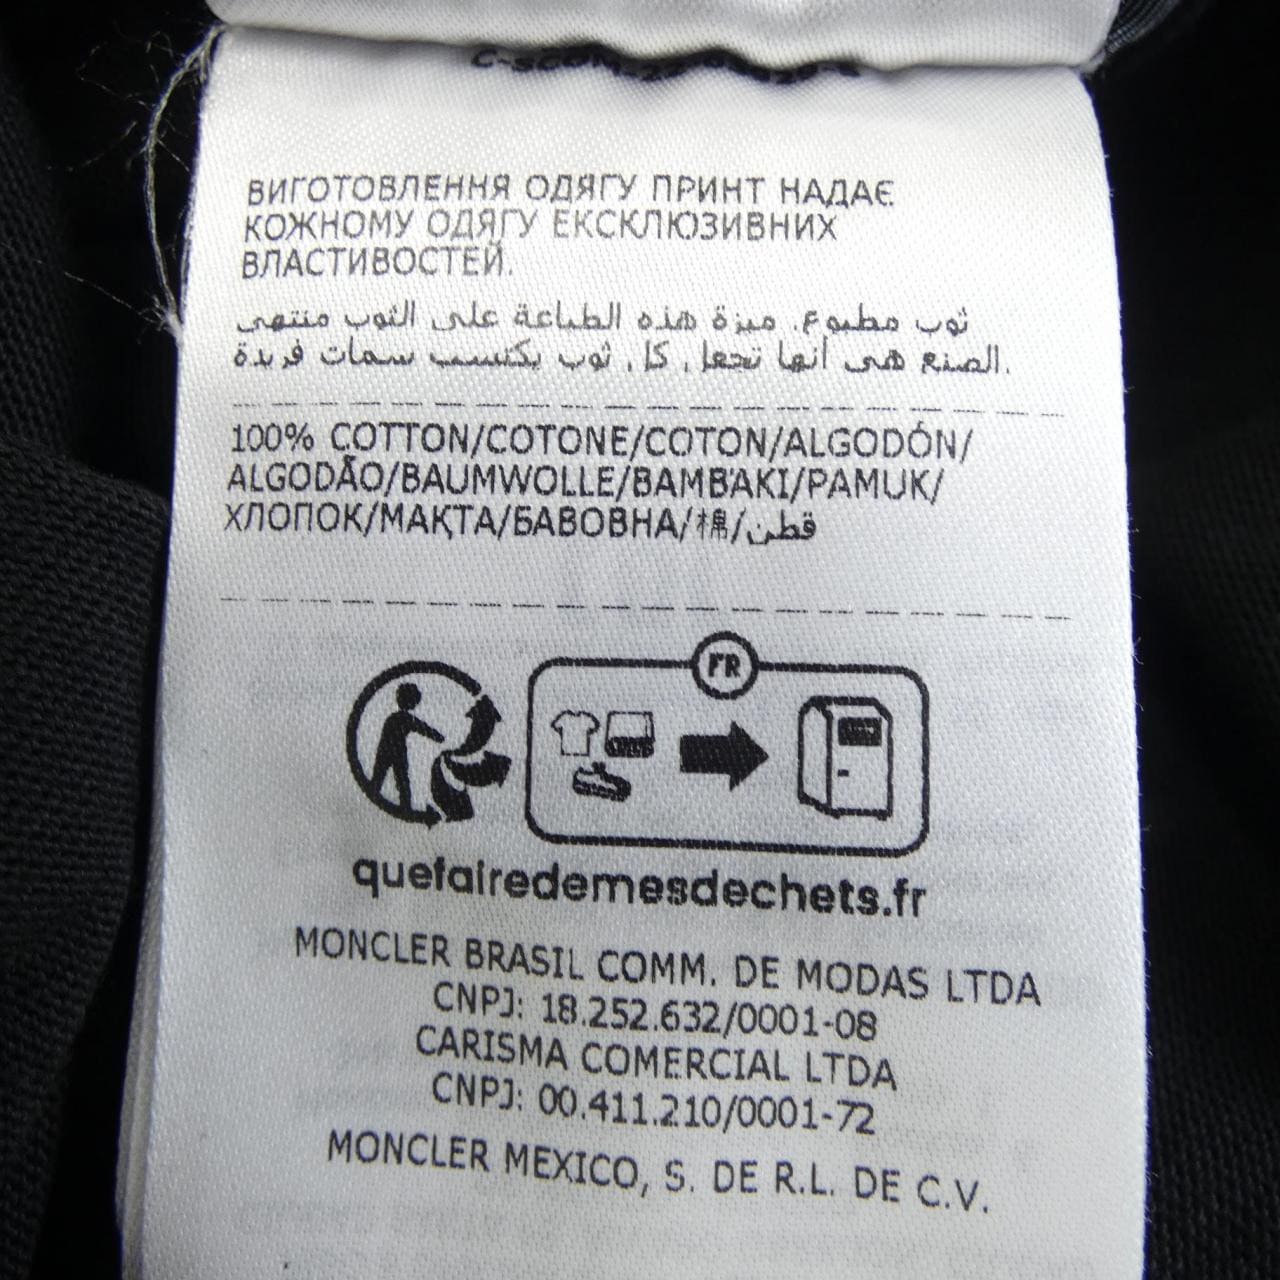 ВИГОТОВЛЕННЯ ОДЯГУ ПРИНТ НАДАЄ
КОЖНОМУ ОДЯГУ ЕКСКЛЮЗИВНИХ
ВЛАСТИВОСТЕЙ.
ثوب مطبوع. ميزة هذه الطباعة على الثوب منتهى
الصنع هي أنها تجعل كل ثوب يكتسب سمات فريدة.
100% COTTON/COTONE/COTON/ALGODÓN/
ALGODÃO/BAUMWOLLE/BAMBAKI/PAMUK/
ХЛОПОК/МАҚТА/БАВОВНА/棉/قطن
FR
quefairedemesdechets.fr
MONCLER BRASIL COMM. DE MODAS LTDA
CNPJ: 18.252.632/0001-08
CARISMA COMERCIAL LTDA
CNPJ: 00.411.210/0001-72
MONCLER MEXICO, S. DE R.L. DE C.V.